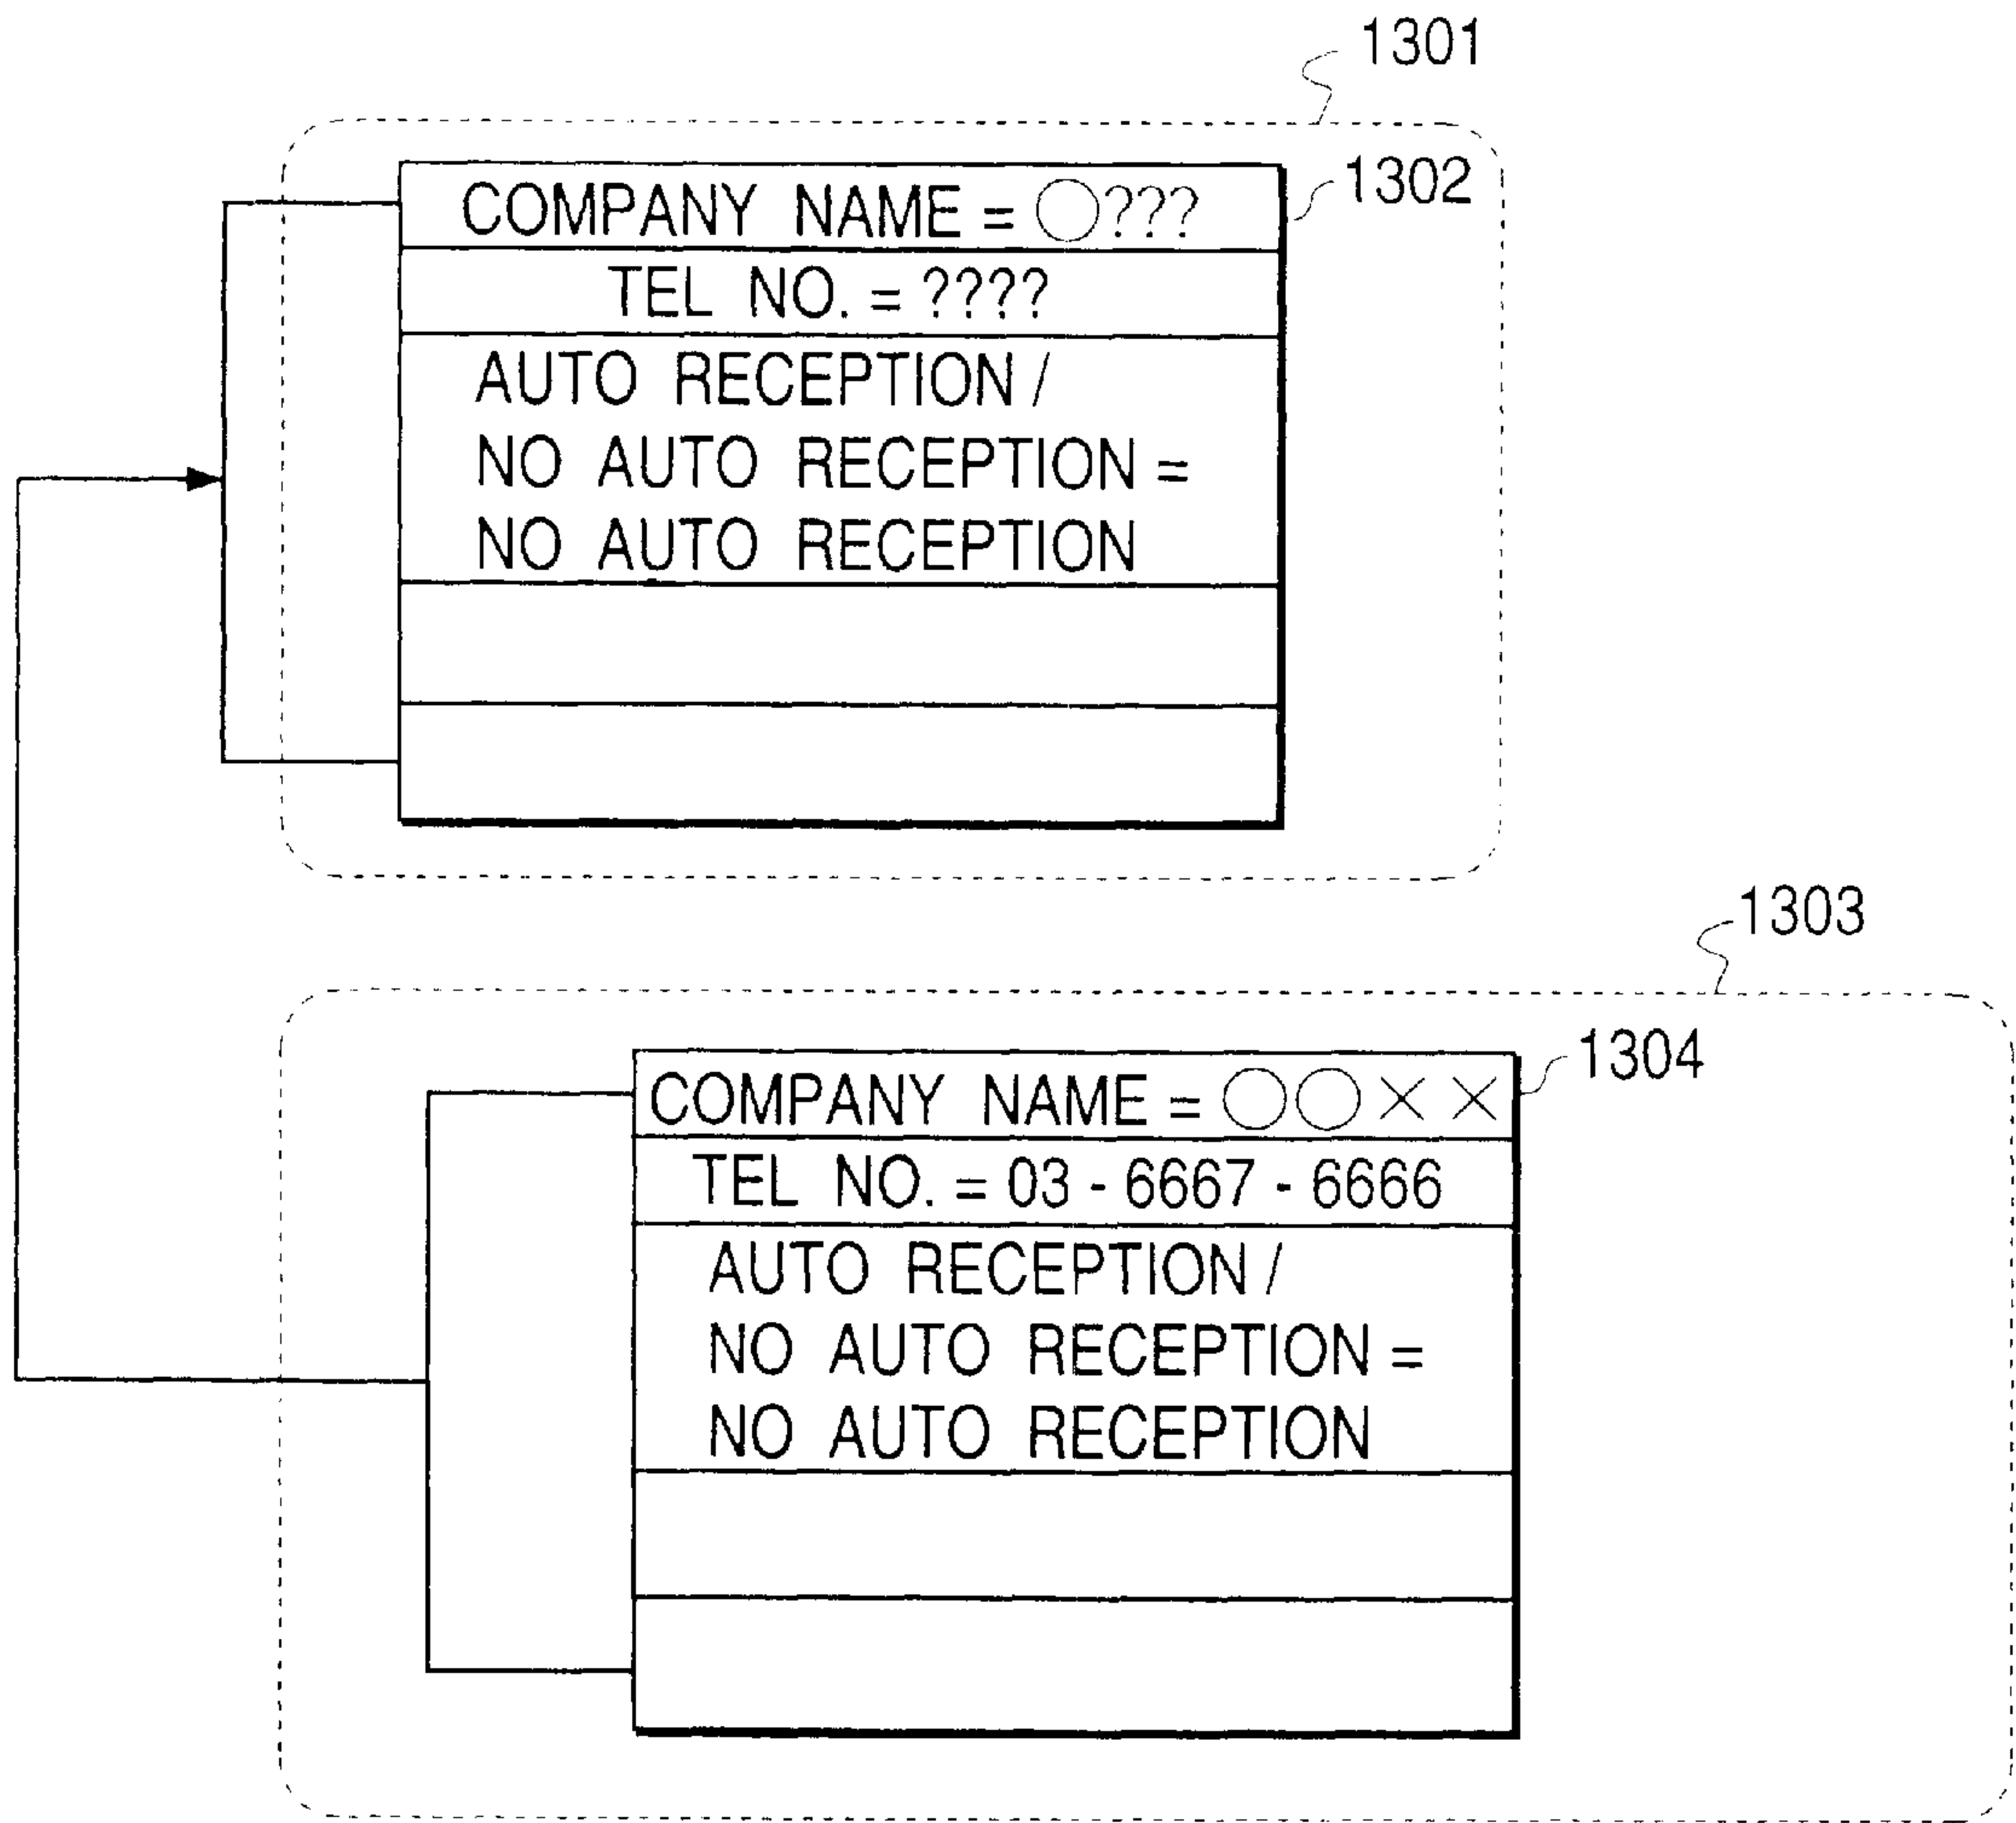 1301
1302
COMPANY NAME = ○???
TEL NO. = ????
AUTO RECEPTION /
NO AUTO RECEPTION =
NO AUTO RECEPTION
1303
1304
COMPANY NAME = ○○××
TEL NO. = 03 - 6667 - 6666
AUTO RECEPTION /
NO AUTO RECEPTION =
NO AUTO RECEPTION